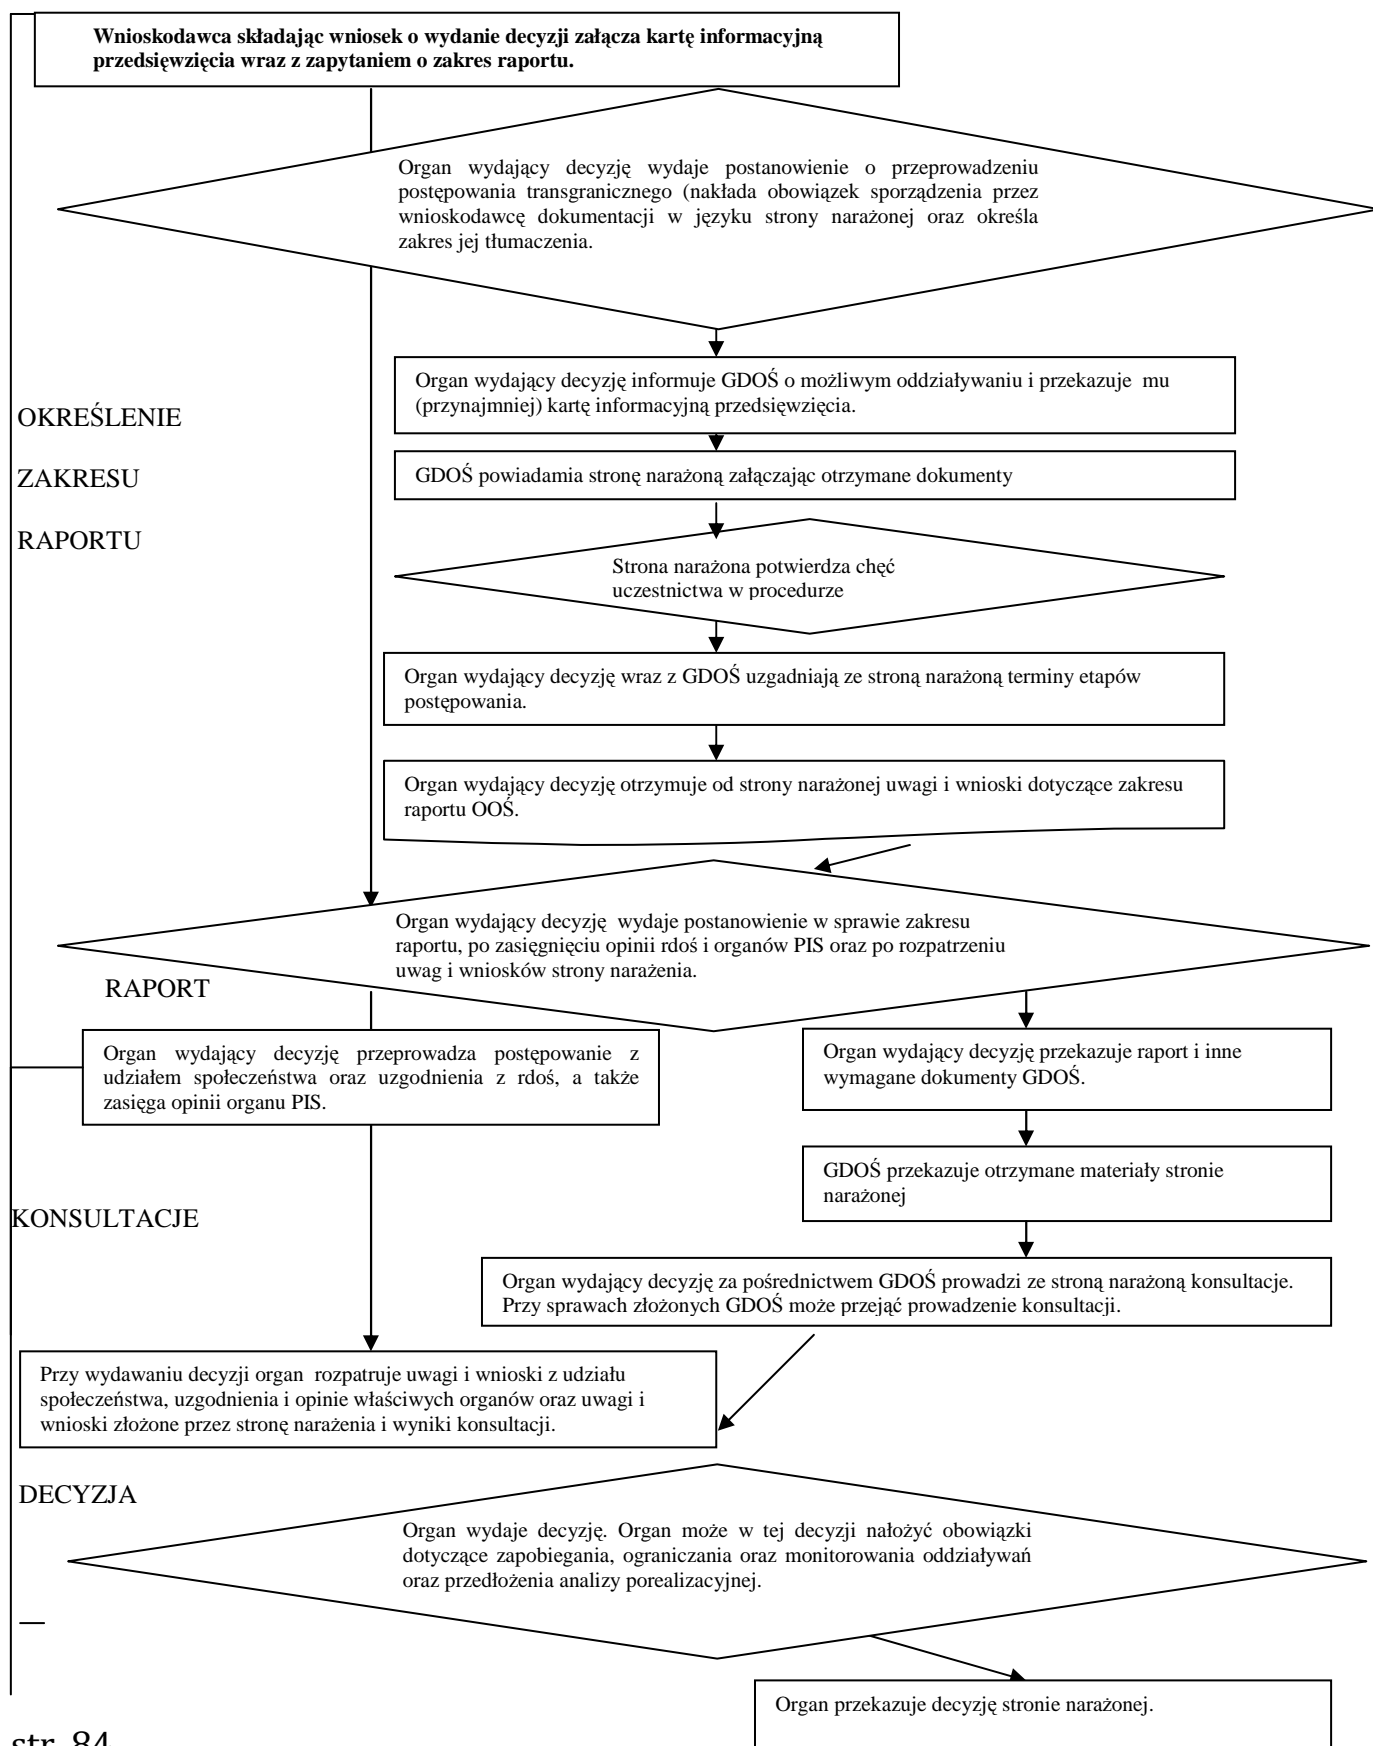 Wnioskodawca składając wniosek o wydanie decyzji załącza kartę informacyjną
przedsięwzięcia wraz z zapytaniem o zakres raportu.
Organ wydający decyzję wydaje postanowienie o przeprowadzeniu
postępowania transgranicznego (nakłada obowiązek sporządzenia przez
wnioskodawcę dokumentacji w języku strony narażonej oraz określa
zakres jej tłumaczenia.
Organ wydający decyzję informuje GDOŚ o możliwym oddziaływaniu i przekazuje mu
(przynajmniej) kartę informacyjną przedsięwzięcia.
OKREŚLENIE
ZAKRESU
RAPORTU
GDOŚ powiadamia stronę narażoną załączając otrzymane dokumenty
Strona narażona potwierdza chęć
uczestnictwa w procedurze
Organ wydający decyzję wraz z GDOŚ uzgadniają ze stroną narażoną terminy etapów
postępowania.
Organ wydający decyzję otrzymuje od strony narażonej uwagi i wnioski dotyczące zakresu
raportu OOŚ.
Organ wydający decyzję wydaje postanowienie w sprawie zakresu
raportu, po zasięgnięciu opinii rdoś i organów PIS oraz po rozpatrzeniu
uwag i wniosków strony narażenia.
RAPORT
Organ wydający decyzję przeprowadza postępowanie z
udziałem społeczeństwa oraz uzgodnienia z rdoś, a także
zasięga opinii organu PIS.
Organ wydający decyzję przekazuje raport i inne
wymagane dokumenty GDOŚ.
GDOŚ przekazuje otrzymane materiały stronie
narażonej
KONSULTACJE
Organ wydający decyzję za pośrednictwem GDOŚ prowadzi ze stroną narażoną konsultacje.
Przy sprawach złożonych GDOŚ może przejąć prowadzenie konsultacji.
Przy wydawaniu decyzji organ rozpatruje uwagi i wnioski z udziału
społeczeństwa, uzgodnienia i opinie właściwych organów oraz uwagi i
wnioski złożone przez stronę narażenia i wyniki konsultacji.
DECYZJA
Organ wydaje decyzję. Organ może w tej decyzji nałożyć obowiązki
dotyczące zapobiegania, ograniczania oraz monitorowania oddziaływań
oraz przedłożenia analizy porealizacyjnej.
Organ przekazuje decyzję stronie narażonej.
str. 84